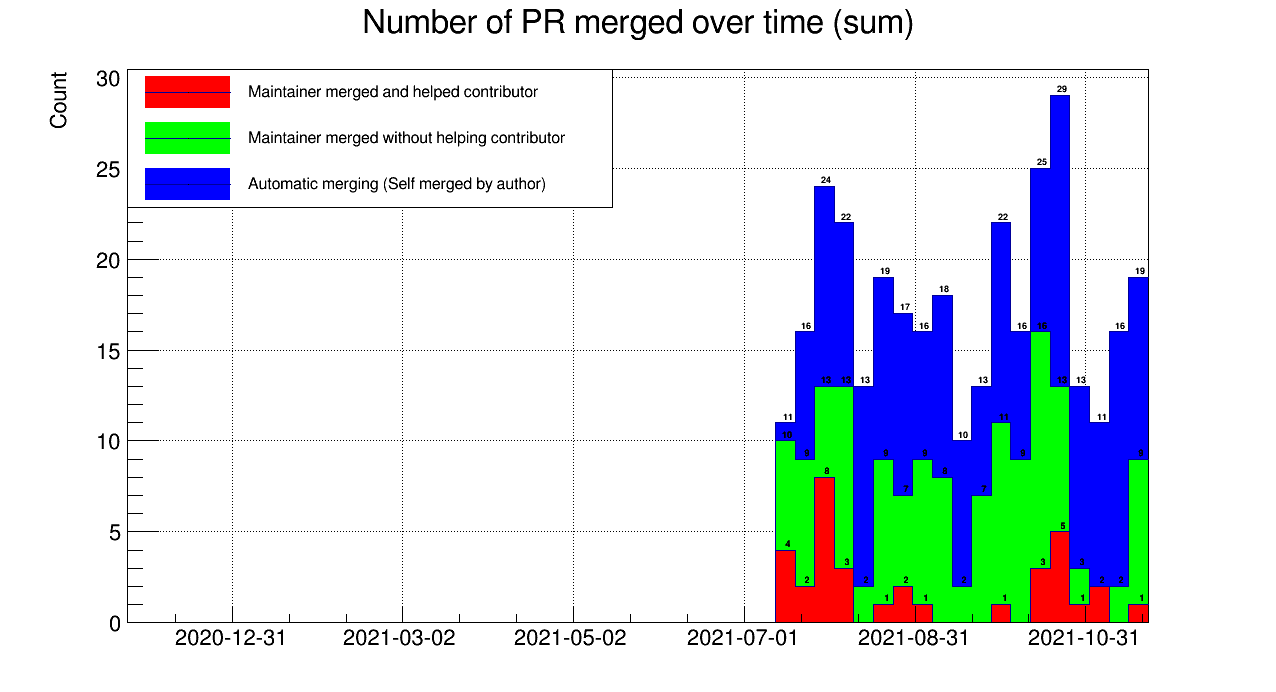 Number of PR merged over time (sum)
Count
30
25
20
15
10
5
0
Maintainer merged and helped contributor
Maintainer merged without helping contributor
Automatic merging (Self merged by author)
29
25
24
22 22
19 19
18
17
16 16 16 16 16
13 13 13
11 11
10
16
13 13 13
11
10
9 9 9 9 9
8
7 7
2 2 3 2
8
5
4
3 3
2 2 2
1 1 1 1 1
2020-12-31 2021-03-02 2021-05-02 2021-07-01 2021-08-31 2021-10-31